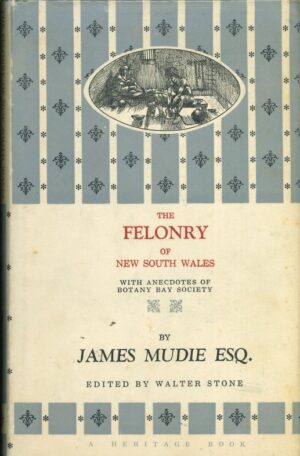 THE
FELONRY
OF
NEW SOUTH WALES
WITH ANECDOTES OF
BOTANY BAY SOCIETY
BY
JAMES MUDIE ESQ.
EDITED BY WALTER STONE
A HERITAGE BOOK